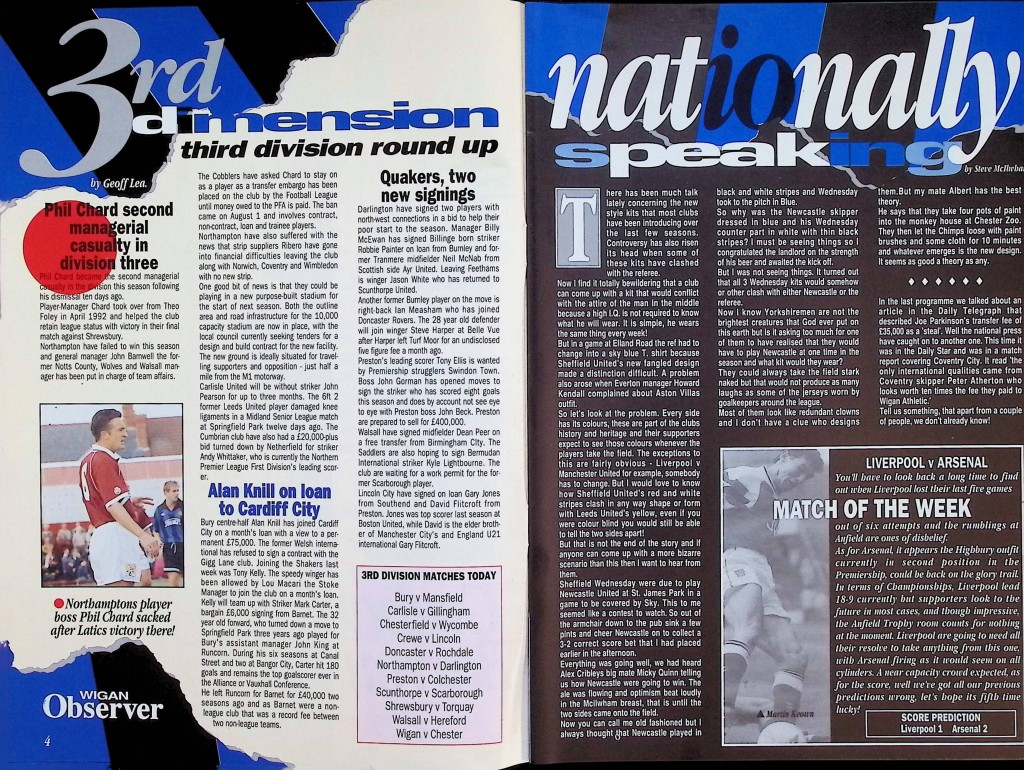 3rd
dimension
third division round up
by Geoff Lea.
Phil Chard second
managerial
casualty in
division three
Phil Chard became the second managerial
casualty in the division this season following
his dismissal ten days ago.
Player-Manager Chard took over from Theo
Foley in April 1992 and helped the club
retain league status with victory in their final
match against Shrewsbury.
Northampton have failed to win this season
and general manager John Barnwell the for-
mer Notts County, Wolves and Walsall man-
ager has been put in charge of team affairs.
●Northamptons player
boss Phil Chard sacked
after Latics victory there!
WIGAN
Observer
4
The Cobblers have asked Chard to stay on
as a player as a transfer embargo has been
placed on the club by the Football League
until money owed to the PFA is paid. The ban
came on August 1 and involves contract,
non-contract, loan and trainee players.
Northampton have also suffered with the
news that strip suppliers Ribero have gone
into financial difficulties leaving the club
along with Norwich, Coventry and Wimbledon
with no new strip.
One good bit of news is that they could be
playing in a new purpose-built stadium for
the start of next season. Both the outline
area and road infrastructure for the 10,000
capacity stadium are now in place, with the
local council currently seeking tenders for a
design and build contract for the new facility.
The new ground is ideally situated for travel-
ling supporters and opposition - just half a
mile from the M1 motorway.
Carlisle United will be without striker John
Pearson for up to three months. The 6ft 2
former Leeds United player damaged knee
ligaments in a Midland Senior League match
at Springfield Park twelve days ago. The
Cumbrian club have also had a £20,000-plus
bid turned down by Netherfield for striker
Andy Whittaker, who is currently the Northern
Premier League First Division's leading scor-
er.
Alan Knill on loan
to Cardiff City
Bury centre-half Alan Knill has joined Cardiff
City on a month's loan with a view to a per-
manent £75,000. The former Welsh international
has refused to sign a contract with the
Gigg Lane club. Joining the Shakers last
week was Tony Kelly. The speedy winger has
been allowed by Lou Macari the Stoke
Manager to join the club on a month's loan.
Kelly will team up with Striker Mark Carter, a
bargain £6,000 signing from Barnet. The 32
year old forward, who turned down a move to
Springfield Park three years ago played for
Bury's assistant manager John King at
Runcorn. During his six seasons at Canal
Street and two at Bangor City, Carter hit 180
goals and remains the top goalscorer ever in
the Alliance or Vauxhall Conference.
He left Runcorn for Barnet for £40,000 two
seasons ago and as Barnet were a non-
league club that was a record fee between
two non-league teams.
Quakers, two
new signings
Darlington have signed two players with
north-west connections in a bid to help their
poor start to the season. Manager Billy
McEwan has signed Billinge born striker
Robbie Painter on loan from Burnley and for-
mer Tranmere midfielder Neil McNab from
Scottish side Ayr United. Leaving Feethams
is winger Jason White who has returned to
Scunthorpe United.
Another former Burnley player on the move is
right-back Ian Measham who has joined
Doncaster Rovers. The 28 year old defender
will join winger Steve Harper at Belle Vue
after Harper left Turf Moor for an undisclosed
five figure fee a month ago.
Preston's leading scorer Tony Ellis is wanted
by Premiership strugglers Swindon Town.
Boss John Gorman has opened moves to
sign the striker who has scored eight goals
this season and does by account not see eye
to eye with Preston boss John Beck. Preston
are prepared to sell for £400,000.
Walsall have signed midfielder Dean Peer on
a free transfer from Birmingham City. The
Saddlers are also hoping to sign Bermudan
International striker Kyle Lightbourne. The
club are waiting for a work permit for the for-
mer Scarborough player.
Lincoln City have signed on loan Gary Jones
from Southend and David Flitcroft from
Preston. Jones was top scorer last season at
Boston United, while David is the elder broth-
er of Manchester City's and England U21
international Gary Flitcroft.
3RD DIVISION MATCHES TODAY
Bury v Mansfield
Carlisle v Gillingham
Chesterfield v Wycombe
Crewe v Lincoln
Doncaster v Rochdale
Northampton v Darlington
Preston v Colchester
Scunthorpe v Scarborough
Shrewsbury v Torquay
Walsall v Hereford
Wigan v Chester
nationally
speaking
by Steve McIlwham
There has been much talk
lately concerning the new
style kits that most clubs
have been introducing over
the last few seasons.
Controversy has also risen
its head when some of
these kits have clashed
with the referee.
Now I find it totally bewildering that a club
can come up with a kit that would conflict
with the attire of the man in the middle
because a high I.Q. is not required to know
what he will wear. It is simple, he wears
the same thing every week!
But in a game at Elland Road the ref had to
change into a sky blue T. shirt because
Sheffield United's new fangled design
made a distinction difficult. A problem
also arose when Everton manager Howard
Kendall complained about Aston Villas
outfit.
So let's look at the problem. Every side
has its colours, these are part of the clubs
history and heritage and their supporters
expect to see those colours whenever the
players take the field. The exceptions to
this are fairly obvious - Liverpool v
Manchester United for example, somebody
has to change. But I would love to know
how Sheffield United's red and white
stripes clash in any way shape or form
with Leeds United's yellow, even if you
were colour blind you would still be able
to tell the two sides apart!
But that is not the end of the story and if
anyone can come up with a more bizarre
scenario than this then I want to hear from
them.
Sheffield Wednesday were due to play
Newcastle United at St. James Park in a
game to be covered by Sky. This to me
seemed like a contest to watch. So out of
the armchair down to the pub sink a few
pints and cheer Newcastle on to collect a
3-2 correct score bet that I had placed
earlier in the afternoon.
Everything was going well, we had heard
Alex Cribleys big mate Micky Quinn telling
us how Newcastle were going to win. The
ale was flowing and optimism beat loudly
in the McIlwham breast, that is until the
two sides came onto the field.
Now you can call me old fashioned but I
always thought that Newcastle played in
black and white stripes and Wednesday
took to the pitch in Blue.
So why was the Newcastle skipper
dressed in blue and his Wednesday
counter part in white with thin black
stripes? I must be seeing things so I
congratulated the landlord on the strength
of his beer and awaited the kick off.
But I was not seeing things. It turned out
that all 3 Wednesday kits would somehow
or other clash with either Newcastle or the
referee.
Now I know Yorkshiremen are not the
brightest creatures that God ever put on
this earth but is it asking too much for one
of them to have realised that they would
have to play Newcastle at one time in the
season and what kit would they wear?
They could always take the field stark
naked but that would not produce as many
laughs as some of the jerseys worn by
goalkeepers around the league.
Most of them look like redundant clowns
and I don't have a clue who designs
them.But my mate Albert has the best
theory.
He says that they take four pots of paint
into the monkey house at Chester Zoo.
They then let the Chimps loose with paint
brushes and some cloth for 10 minutes
and whatever emerges is the new design.
It seems as good a theory as any.
♦ ♦ ♦ ♦ ♦ ♦
In the last programme we talked about an
article in the Daily Telegraph that
described Joe Parkinson's transfer fee of
£35,000 as a 'steal'. Well the national press
have caught on to another one. This time it
was in the Daily Star and was in a match
report covering Coventry City. It read 'the
only international qualities came from
Coventry skipper Peter Atherton who
looks worth ten times the fee they paid to
Wigan Athletic.'
Tell us something, that apart from a couple
of people, we don't already know!
LIVERPOOL v ARSENAL
You'll have to look back a long time to find
out when Liverpool lost their last five games
MATCH OF THE WEEK
out of six attempts and the rumblings at
Anfield are ones of disbelief.
As for Arsenal, it appears the Highbury outfit
currently in second position in the
Premiership, could be back on the glory trail.
In terms of Championships, Liverpool lead
18-9 currently but supporters look to the
future in most cases, and though impressive,
the Anfield Trophy room counts for nothing
at the moment. Liverpool are going to need all
their resolve to take anything from this one,
with Arsenal firing as it would seem on all
cylinders. A near capacity crowd expected, as
for the score, well we've got all our previous
predictions wrong, let's hope its fifth time
lucky!
▲ Martin Keown
SCORE PREDICTION
Liverpool 1 Arsenal 2